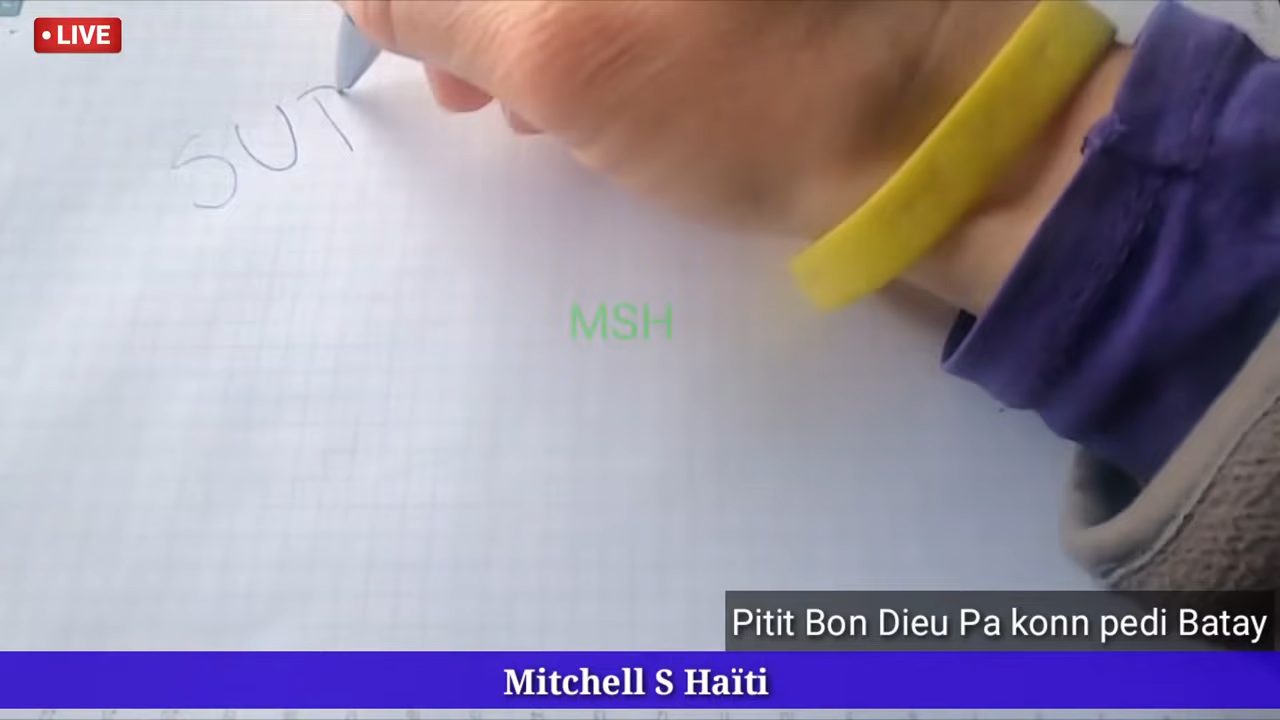 • LIVE
SUT
MSH
Pitit Bon Dieu Pa konn pedi Batay
Mitchell S Haïti